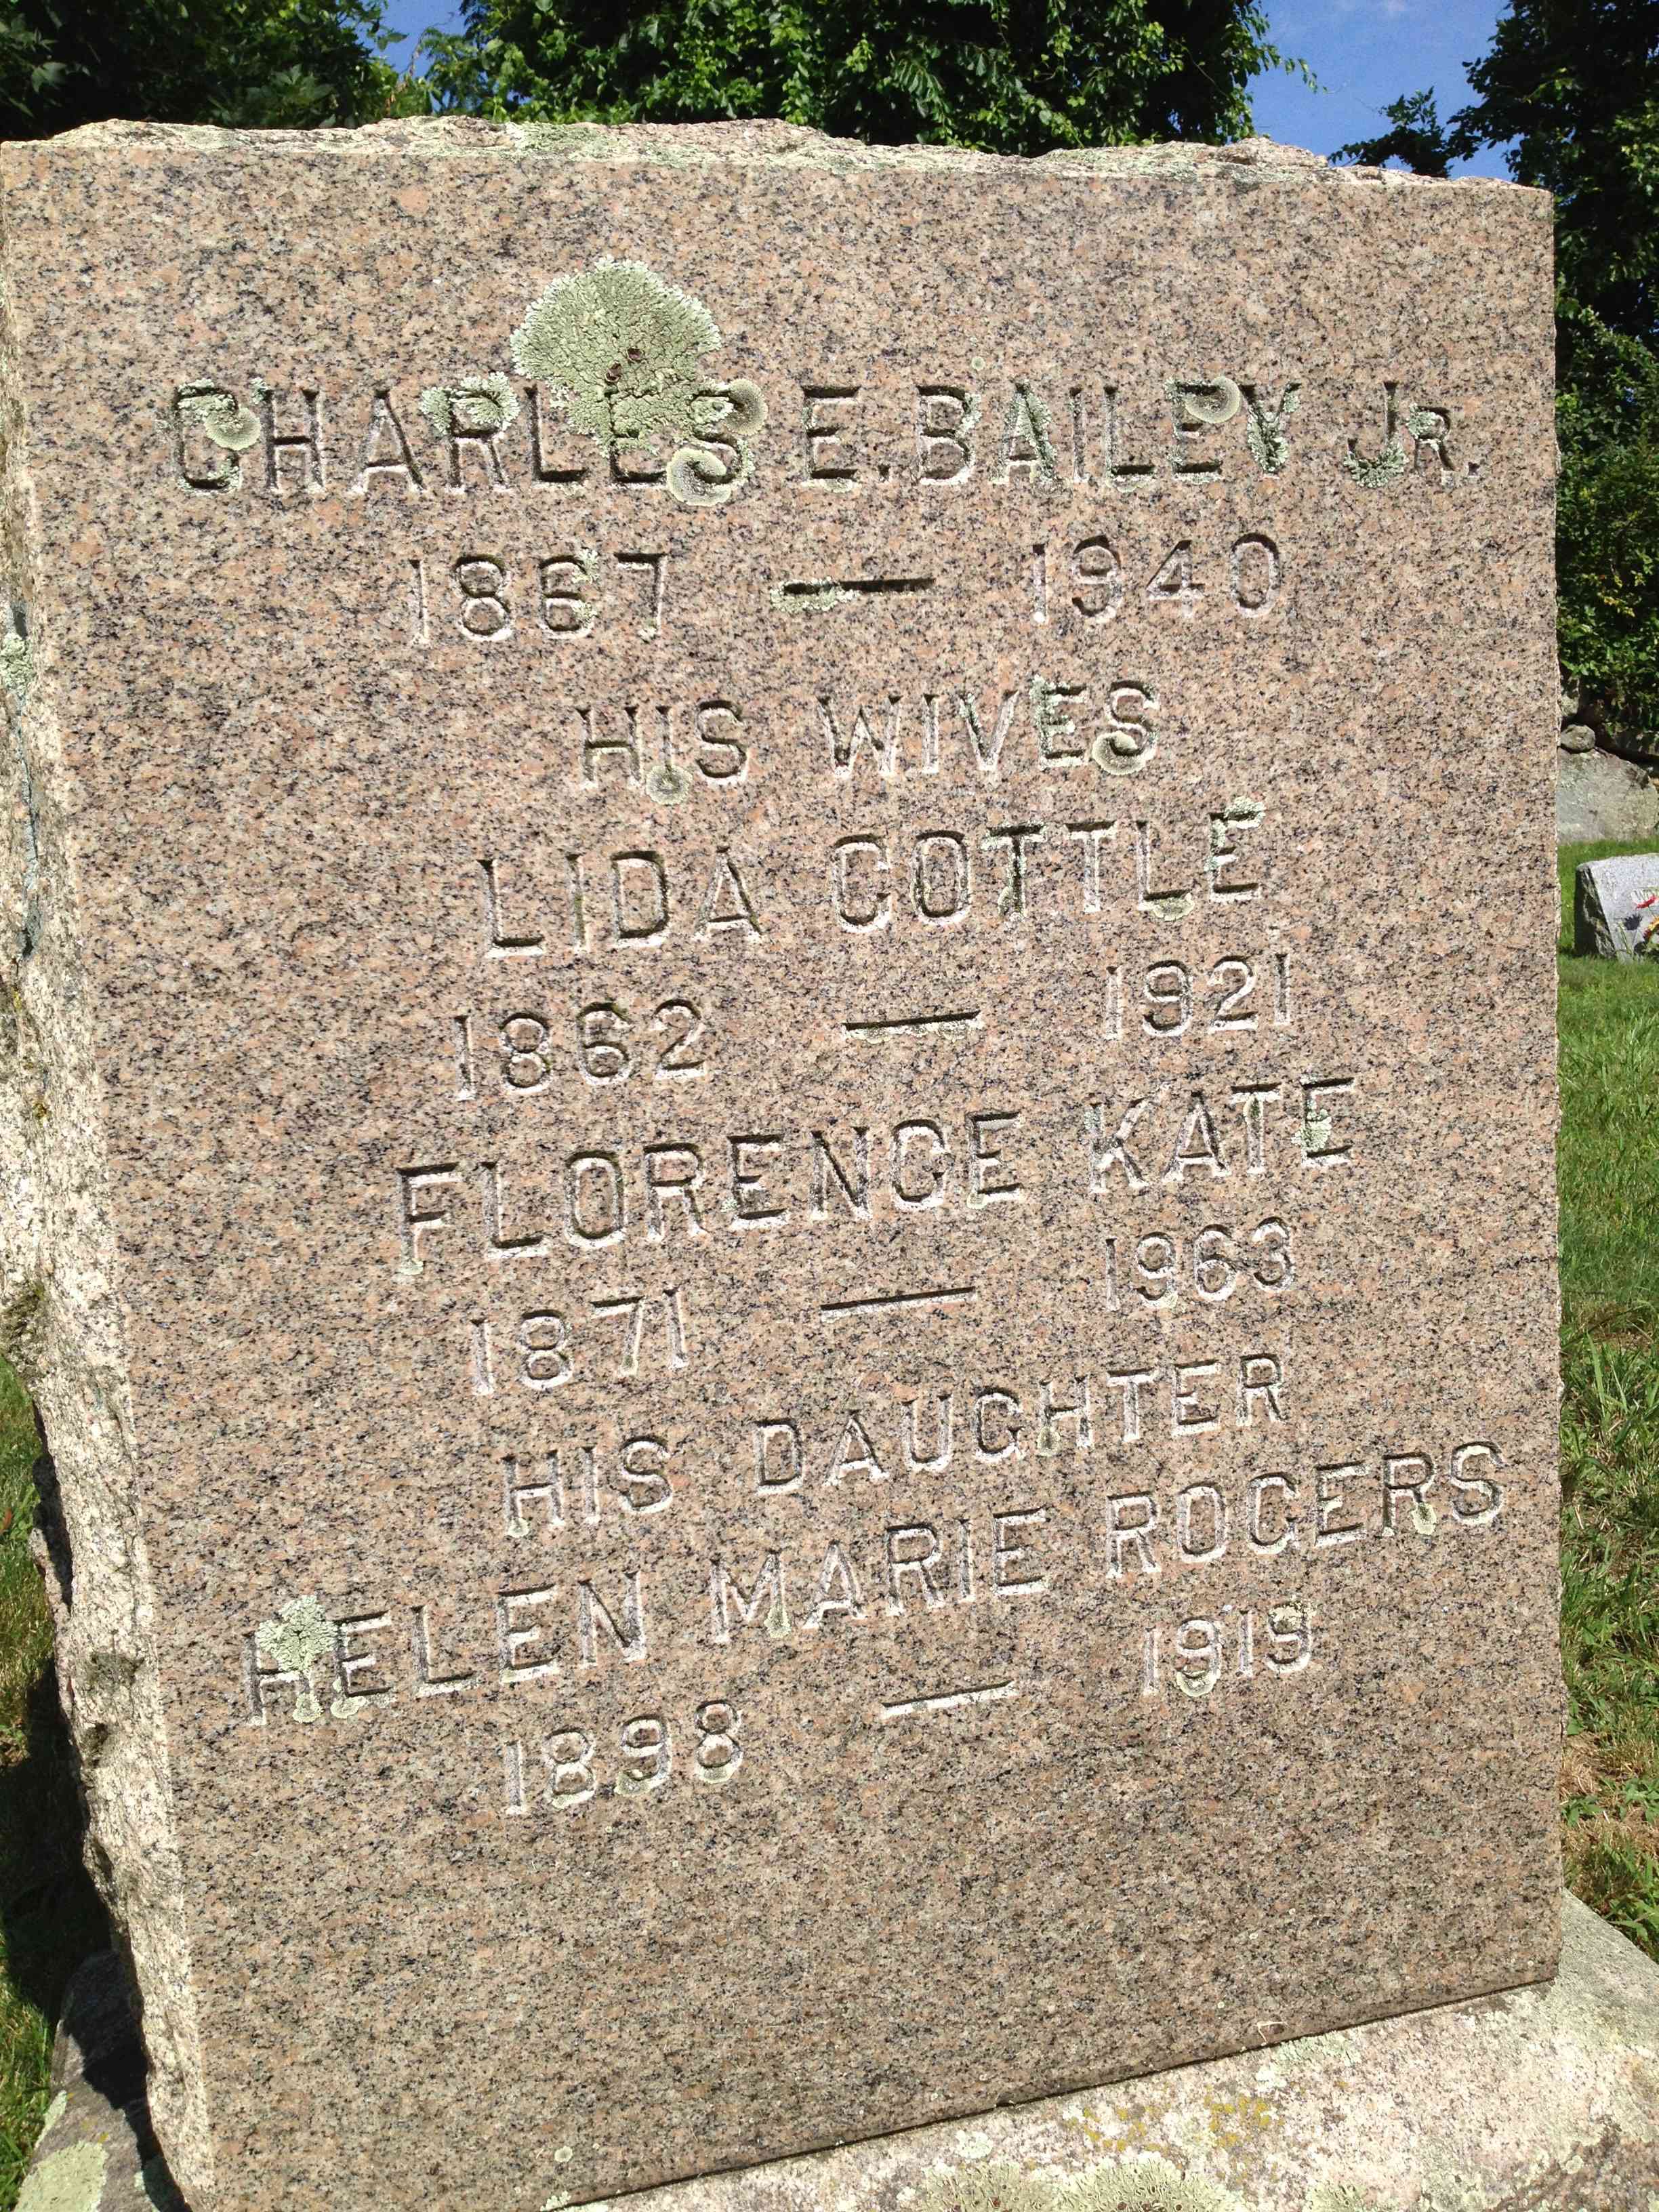 CHARLES E. BAILEY JR.
1867 — 1940
HIS WIVES
LIDA COTTLE
1862 — 1921
FLORENCE KATE
1871 — 1963
HIS DAUGHTER
HELEN MARIE ROGERS
1898 — 1919